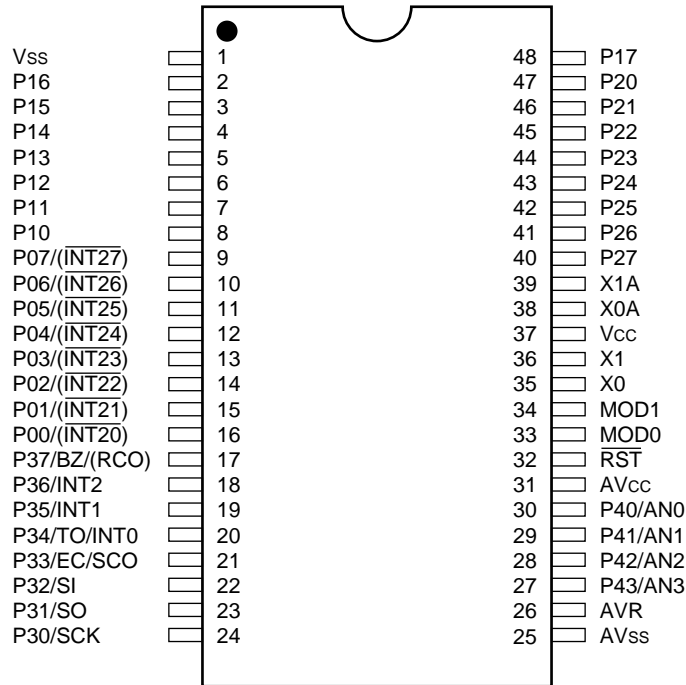 Vss 1 48 P17
P16 2 47 P20
P15 3 46 P21
P14 4 45 P22
P13 5 44 P23
P12 6 43 P24
P11 7 42 P25
P10 8 41 P26
P07/(INT27) 9 40 P27
P06/(INT26) 10 39 X1A
P05/(INT25) 11 38 X0A
P04/(INT24) 12 37 Vcc
P03/(INT23) 13 36 X1
P02/(INT22) 14 35 X0
P01/(INT21) 15 34 MOD1
P00/(INT20) 16 33 MOD0
P37/BZ/(RCO) 17 32 RST
P36/INT2 18 31 AVcc
P35/INT1 19 30 P40/AN0
P34/TO/INT0 20 29 P41/AN1
P33/EC/SCO 21 28 P42/AN2
P32/SI 22 27 P43/AN3
P31/SO 23 26 AVR
P30/SCK 24 25 AVss